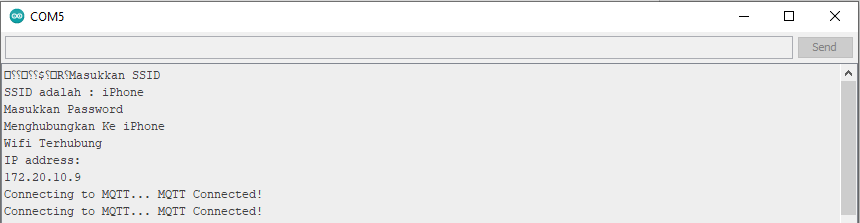 COM5
Send
Masukkan SSID
SSID adalah : iPhone
Masukkan Password
Menghubungkan Ke iPhone
Wifi Terhubung
IP address:
172.20.10.9
Connecting to MQTT... MQTT Connected!
Connecting to MQTT... MQTT Connected!